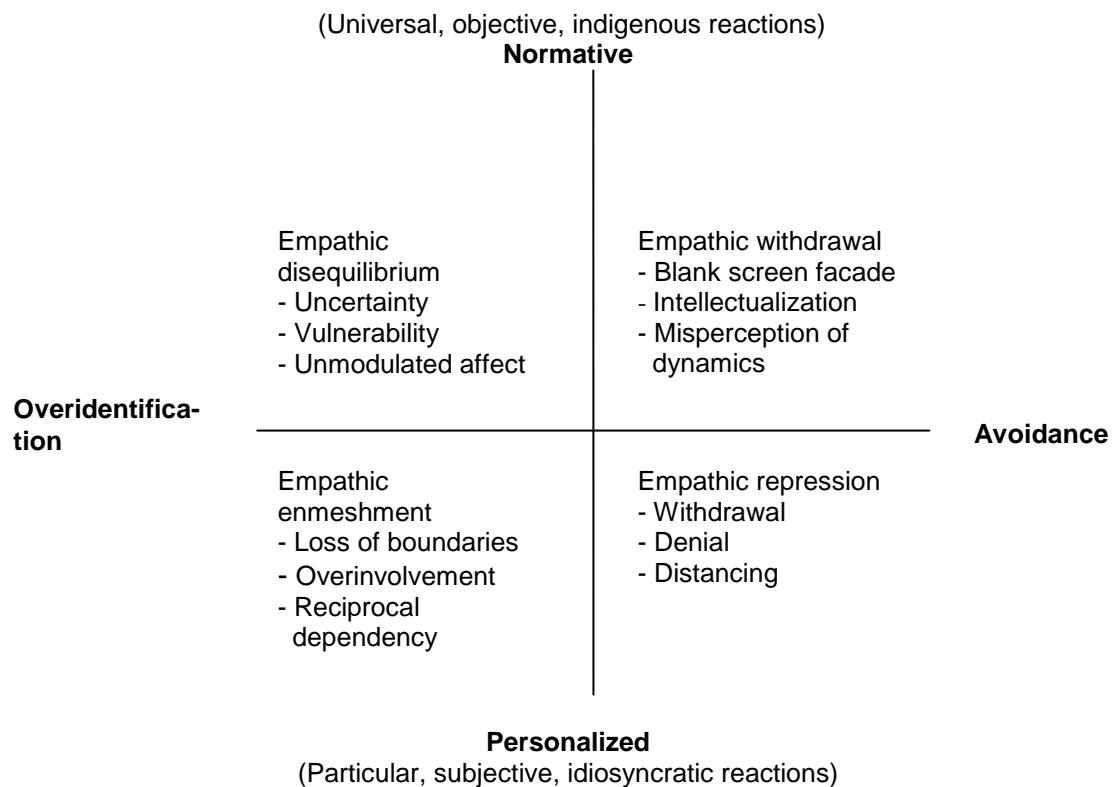 (Universal, objective, indigenous reactions)
Normative
Empathic
disequilibrium
- Uncertainty
- Vulnerability
- Unmodulated affect
Empathic withdrawal
- Blank screen facade
- Intellectualization
- Misperception of
dynamics
Overidentifica-
tion
Avoidance
Empathic
enmeshment
- Loss of boundaries
- Overinvolvement
- Reciprocal
dependency
Empathic repression
- Withdrawal
- Denial
- Distancing
Personalized
(Particular, subjective, idiosyncratic reactions)